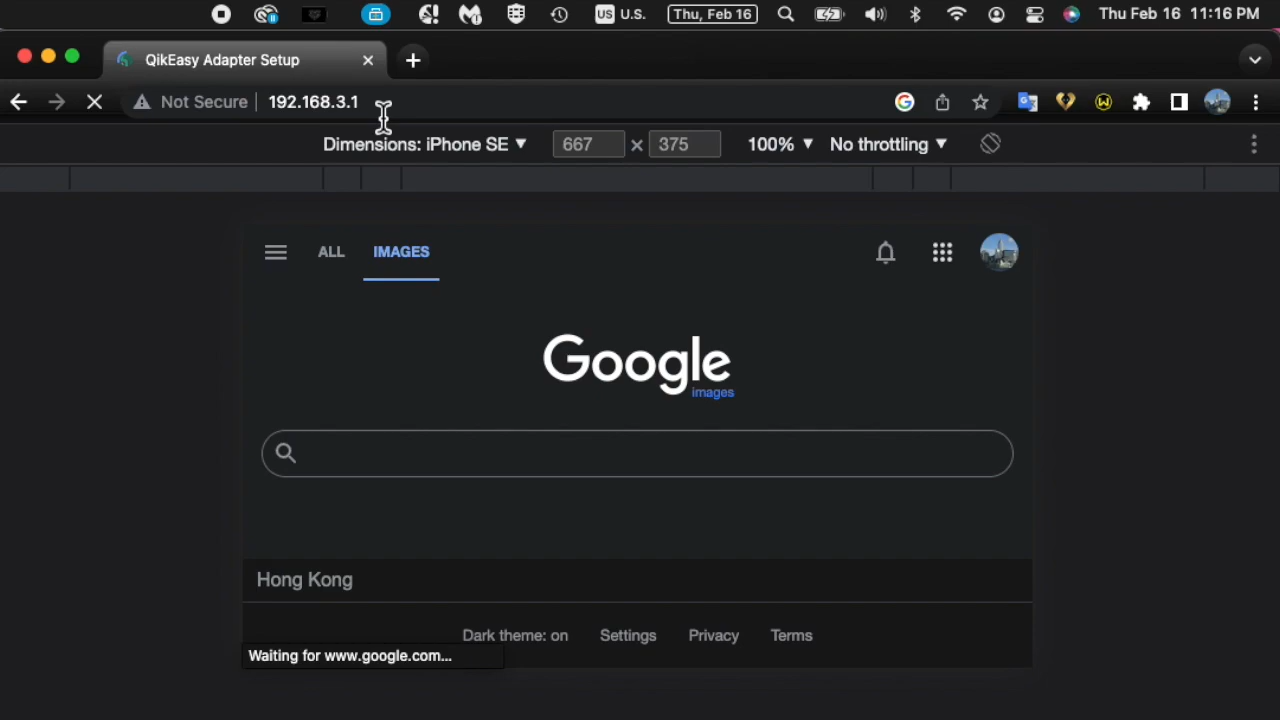 US U.S. Thu, Feb 16 Thu Feb 16 11:16 PM
QikEasy Adapter Setup
Not Secure 192.168.3.1
Dimensions: iPhone SE 667 × 375 100% No throttling
ALL IMAGES
Google
images
Hong Kong
Dark theme: on Settings Privacy Terms
Waiting for www.google.com...